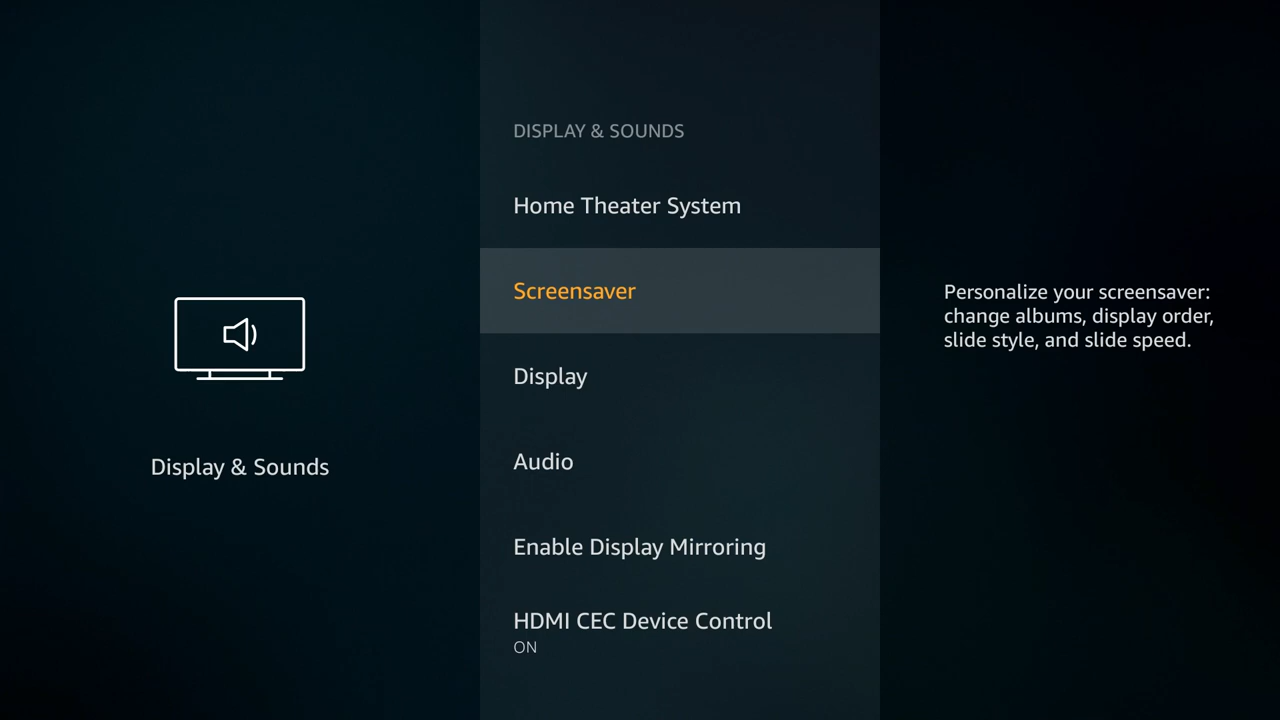 Display & Sounds
DISPLAY & SOUNDS
Home Theater System
Screensaver
Display
Audio
Enable Display Mirroring
HDMI CEC Device Control
ON
Personalize your screensaver:
change albums, display order,
slide style, and slide speed.